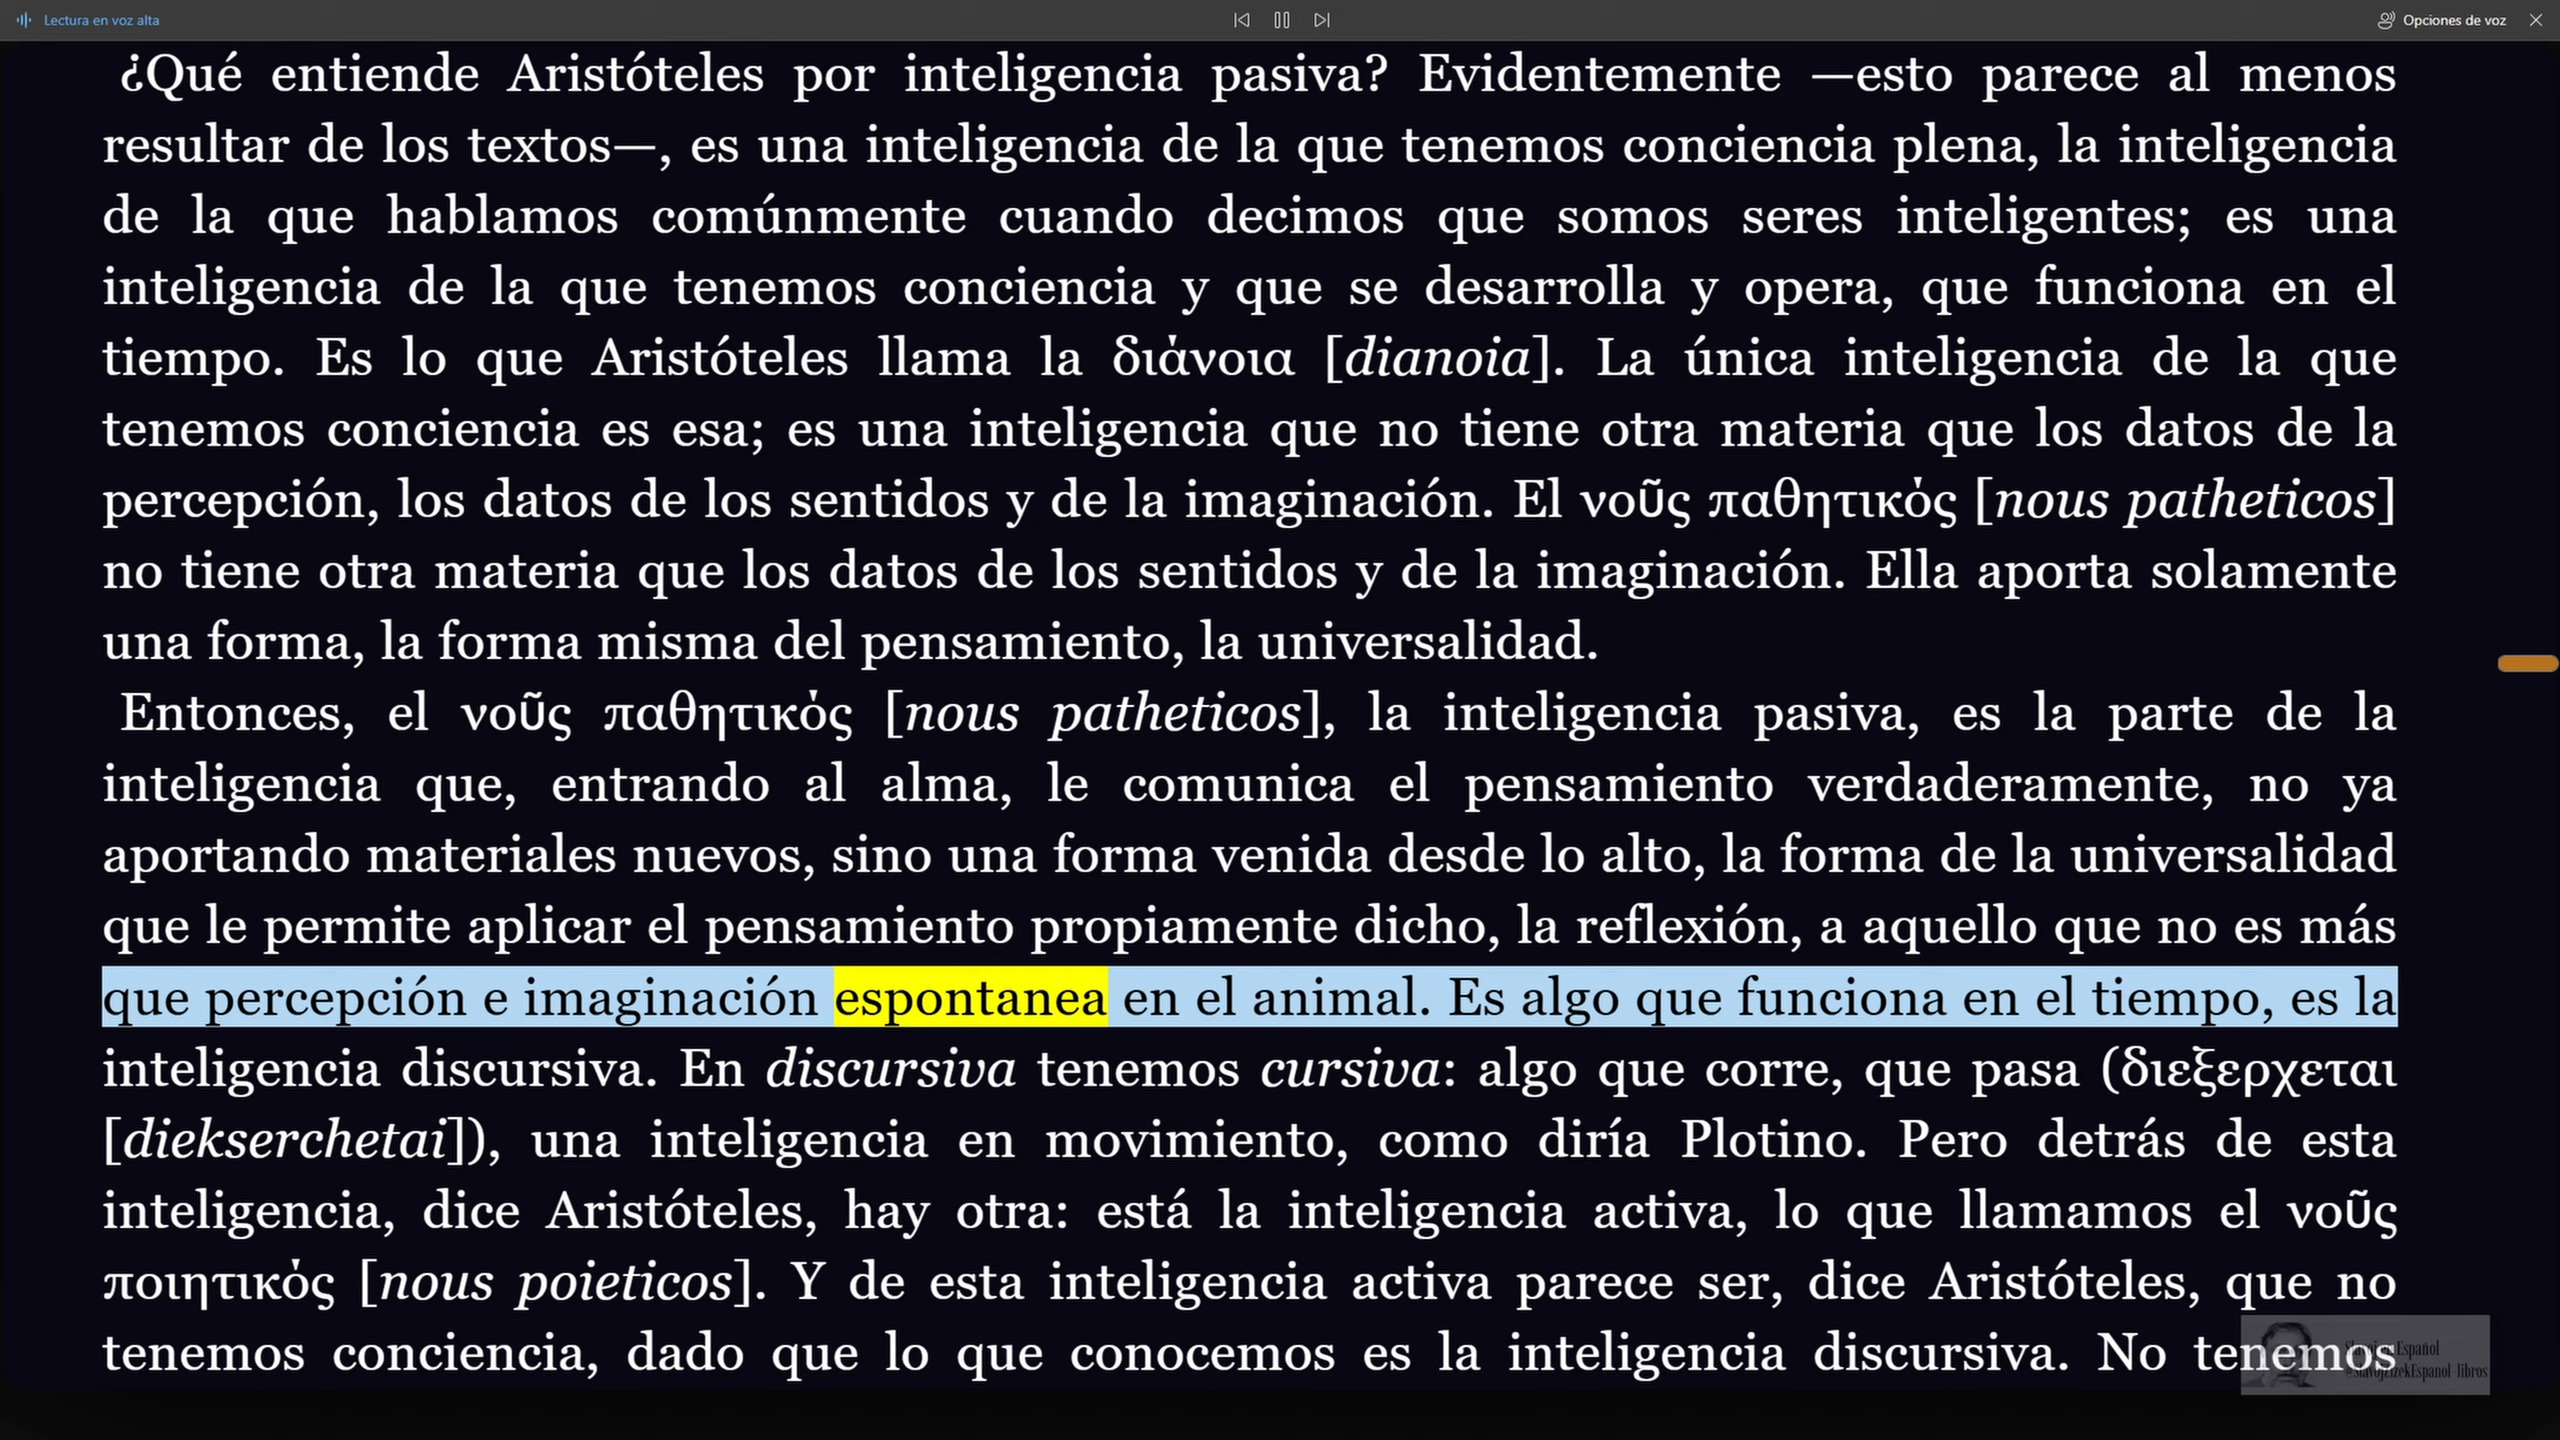 Lectura en voz alta
Opciones de voz
¿Qué entiende Aristóteles por inteligencia pasiva? Evidentemente —esto parece al menos
resultar de los textos—, es una inteligencia de la que tenemos conciencia plena, la inteligencia
de la que hablamos comúnmente cuando decimos que somos seres inteligentes; es una
inteligencia de la que tenemos conciencia y que se desarrolla y opera, que funciona en el
tiempo. Es lo que Aristóteles llama la διἀνοια [dianoia]. La única inteligencia de la que
tenemos conciencia es esa; es una inteligencia que no tiene otra materia que los datos de la
percepción, los datos de los sentidos y de la imaginación. El νοῦς παθητικὀς [nous patheticos]
no tiene otra materia que los datos de los sentidos y de la imaginación. Ella aporta solamente
una forma, la forma misma del pensamiento, la universalidad.
Entonces, el νοῦς παθητικὀς [nous patheticos], la inteligencia pasiva, es la parte de la
inteligencia que, entrando al alma, le comunica el pensamiento verdaderamente, no ya
aportando materiales nuevos, sino una forma venida desde lo alto, la forma de la universalidad
que le permite aplicar el pensamiento propiamente dicho, la reflexión, a aquello que no es más
que percepción e imaginación espontanea en el animal. Es algo que funciona en el tiempo, es la
inteligencia discursiva. En discursiva tenemos cursiva: algo que corre, que pasa (διεξερχεται
[diekserchetai]), una inteligencia en movimiento, como diría Plotino. Pero detrás de esta
inteligencia, dice Aristóteles, hay otra: está la inteligencia activa, lo que llamamos el νοῦς
ποιητικὀς [nous poieticos]. Y de esta inteligencia activa parece ser, dice Aristóteles, que no
tenemos conciencia, dado que lo que conocemos es la inteligencia discursiva. No tenemos
Español
@slavojZizekEspanol-libros